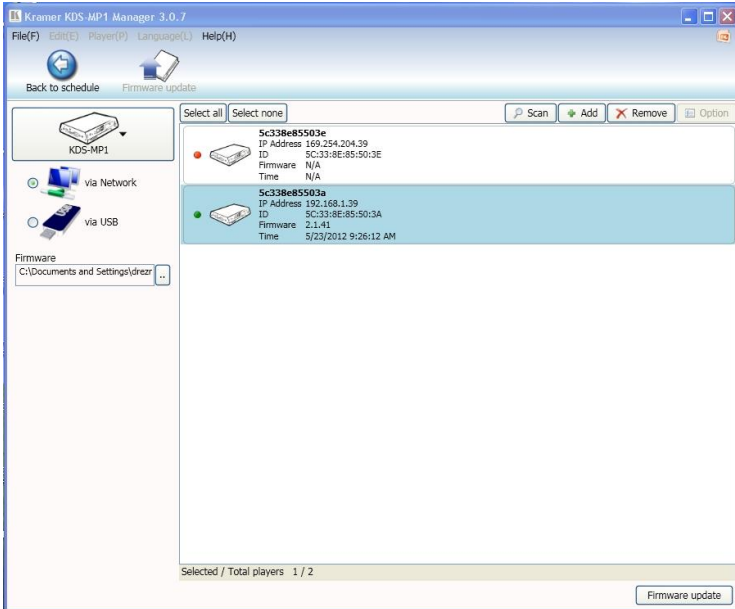 Kramer KDS-MP1 Manager 3.0.7
File(F) Edit(E) Player(P) Language(L) Help(H)
Back to schedule Firmware update
Select all Select none Scan Add Remove Option
KDS-MP1
via Network
via USB
Firmware
C:\Documents and Settings\drezr ..
5c338e85503e
IP Address 169.254.204.39
ID 5C:33:8E:85:50:3E
Firmware N/A
Time N/A
5c338e85503a
IP Address 192.168.1.39
ID 5C:33:8E:85:50:3A
Firmware 2.1.41
Time 5/23/2012 9:26:12 AM
Selected / Total players 1 / 2
Firmware update